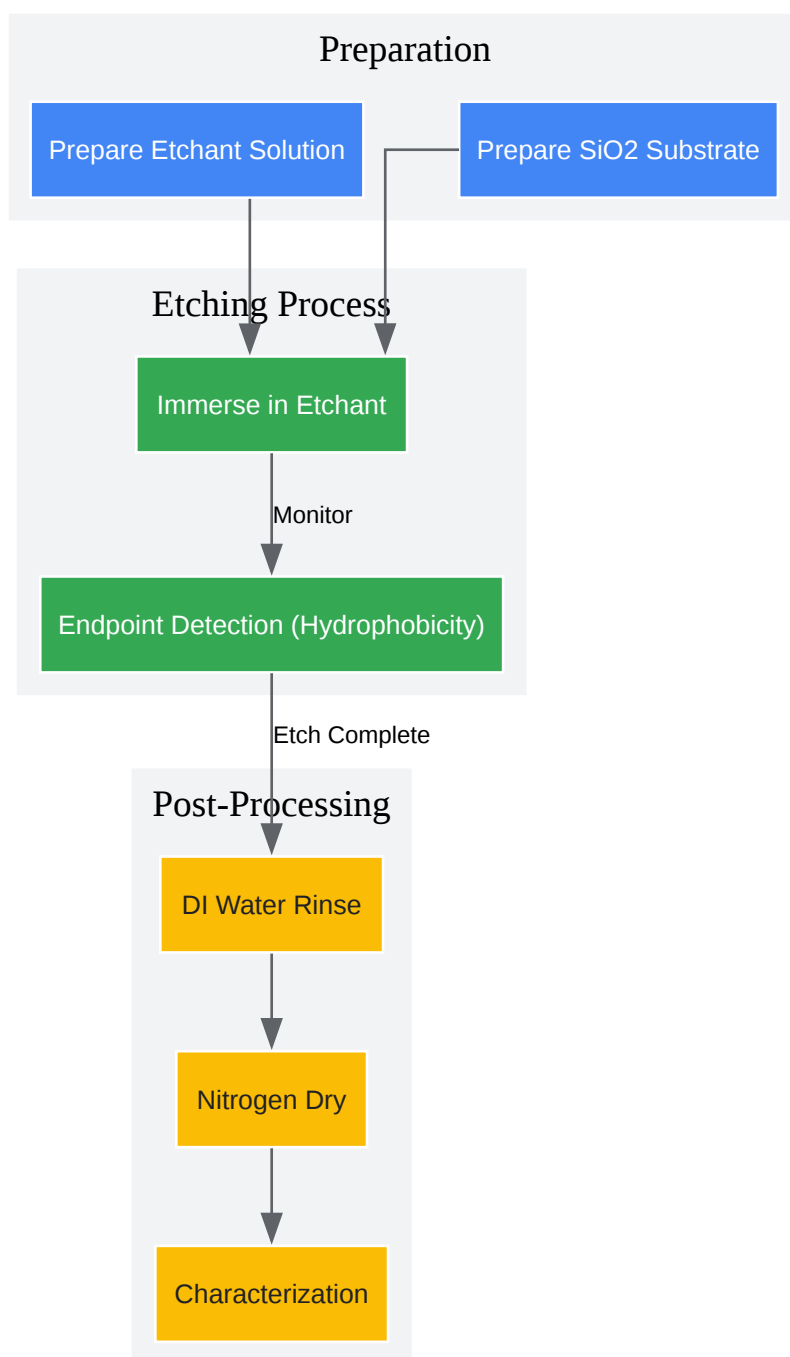 Preparation
Prepare Etchant Solution
Prepare SiO2 Substrate
Etching Process
Immerse in Etchant
Monitor
Endpoint Detection (Hydrophobicity)
Etch Complete
Post-Processing
DI Water Rinse
Nitrogen Dry
Characterization